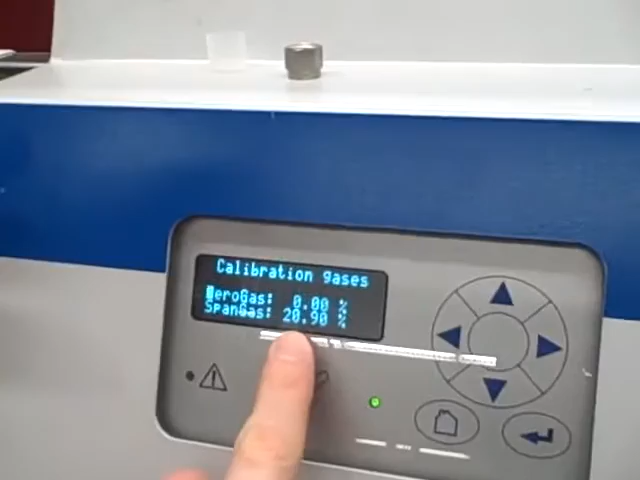 Calibration gases
ZeroGas: 0.00 %
SpanGas: 20.90 %